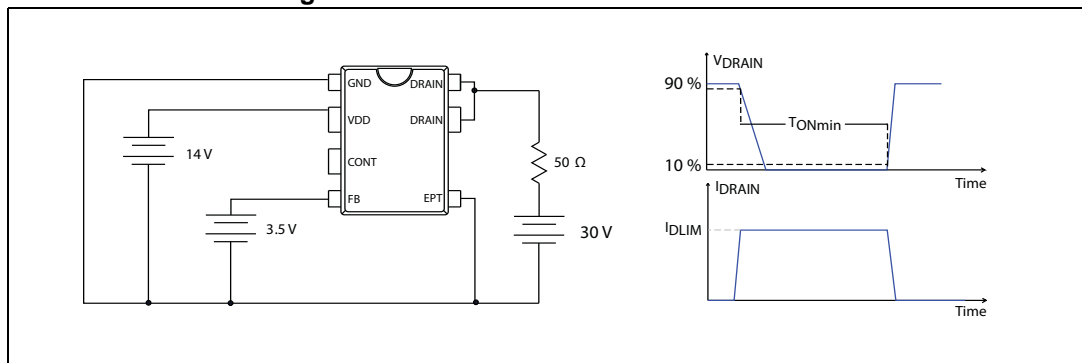 g
GND
DRAIN
VDD
DRAIN
CONT
FB
EPT
14 V
3.5 V
50 Ω
30 V
VDRAIN
90 %
TONmin
10 %
Time
IDRAIN
IDLIM
Time